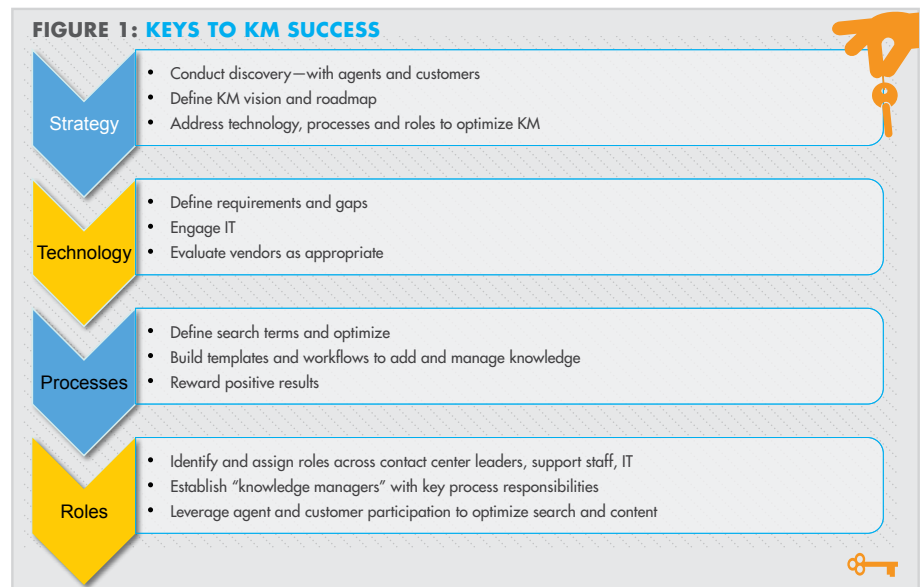 FIGURE 1: KEYS TO KM SUCCESS
Strategy
• Conduct discovery—with agents and customers
• Define KM vision and roadmap
• Address technology, processes and roles to optimize KM
Technology
• Define requirements and gaps
• Engage IT
• Evaluate vendors as appropriate
Processes
• Define search terms and optimize
• Build templates and workflows to add and manage knowledge
• Reward positive results
Roles
• Identify and assign roles across contact center leaders, support staff, IT
• Establish “knowledge managers” with key process responsibilities
• Leverage agent and customer participation to optimize search and content